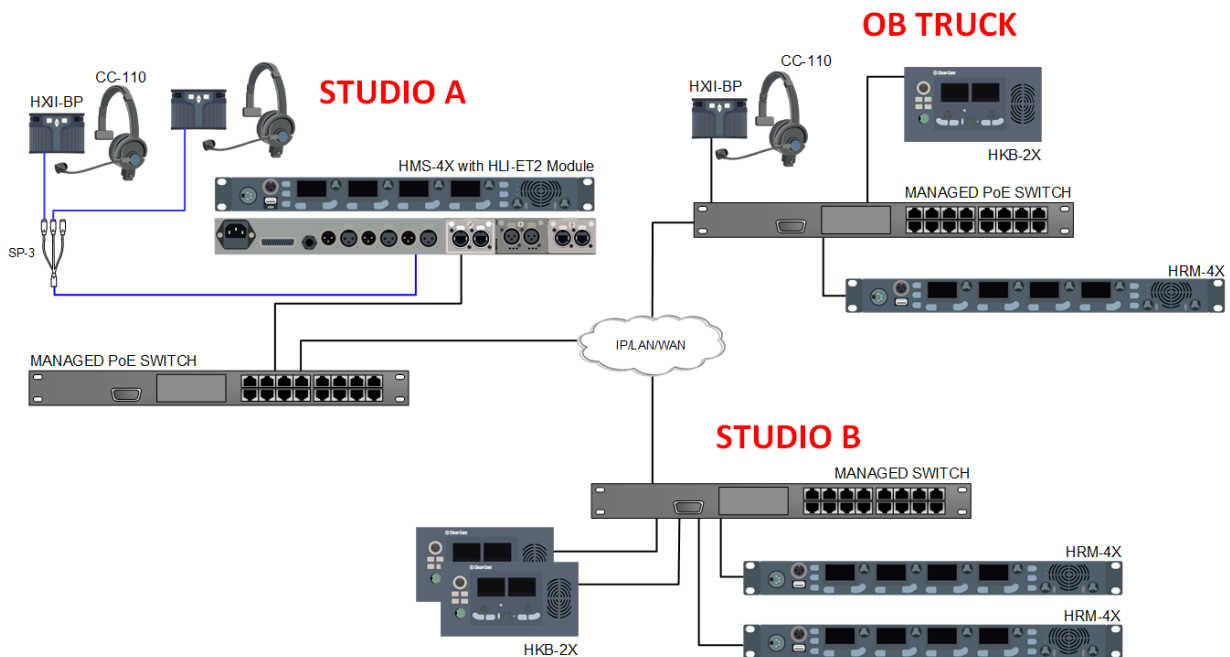 OB TRUCK
CC-110
HXII-BP
STUDIO A
HMS-4X with HLI-ET2 Module
SP-3
MANAGED PoE SWITCH
CC-110
HXII-BP
HKB-2X
MANAGED PoE SWITCH
HRM-4X
IP/LAN/WAN
STUDIO B
MANAGED SWITCH
HRM-4X
HRM-4X
HKB-2X